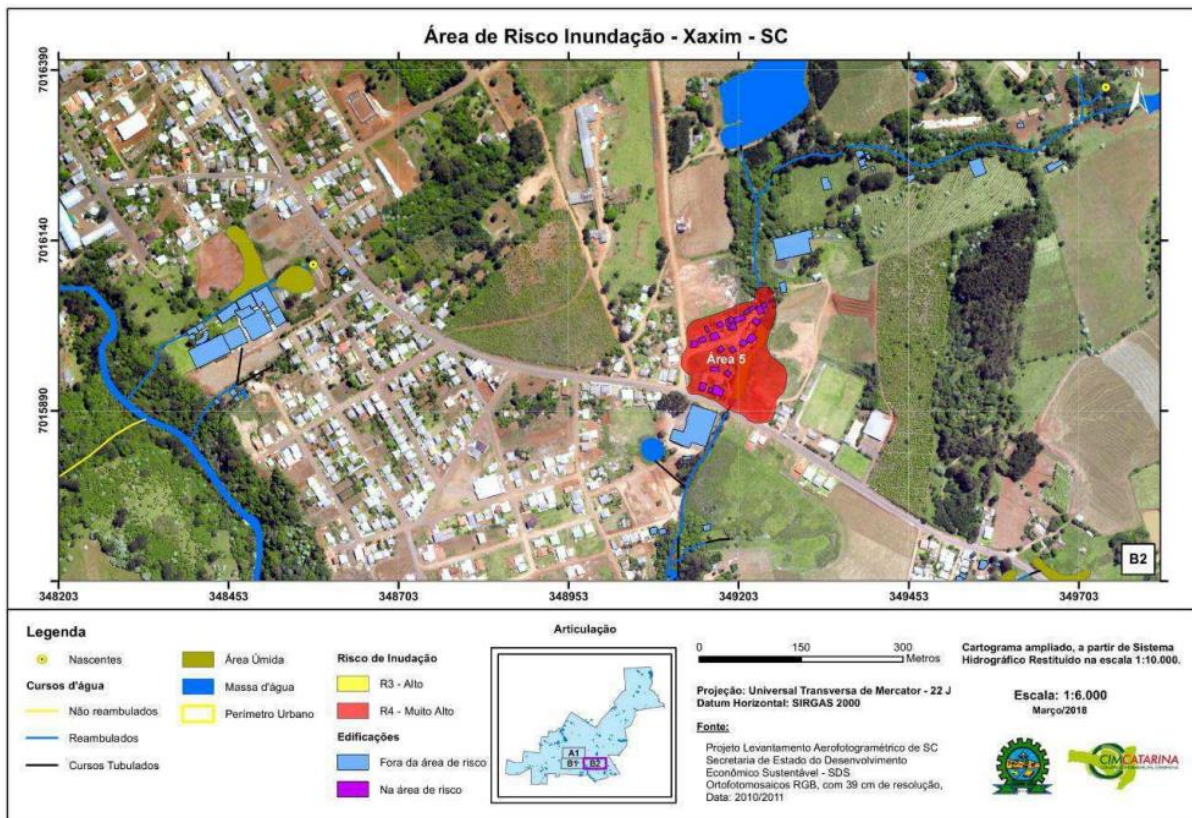 Área de Risco Inundação - Xaxim - SC
7016390
7016140
7015890
N
Área 5
B2
348203
348453
348703
348953
349203
349453
349703
Legenda
Nascentes
Cursos d'água
Não reambulados
Reambulados
Cursos Tubulados
Área Úmida
Massa d'água
Perímetro Urbano
Risco de Inudação
R3 - Alto
R4 - Muito Alto
Edificações
Fora da área de risco
Na área de risco
Articulação
A1
B1
B2
0 150 300
Metros
Projeção: Universal Transversa de Mercator - 22 J
Datum Horizontal: SIRGAS 2000
Fonte:
Projeto Levantamento Aerofotogramétrico de SC
Secretaria de Estado do Desenvolvimento
Econômico Sustentável - SDS
Ortofotomosaicos RGB, com 39 cm de resolução,
Data: 2010/2011
Cartograma ampliado, a partir de Sistema
Hidrográfico Restituído na escala 1:10.000.
Escala: 1:6.000
Março/2018
CIMCATARINA